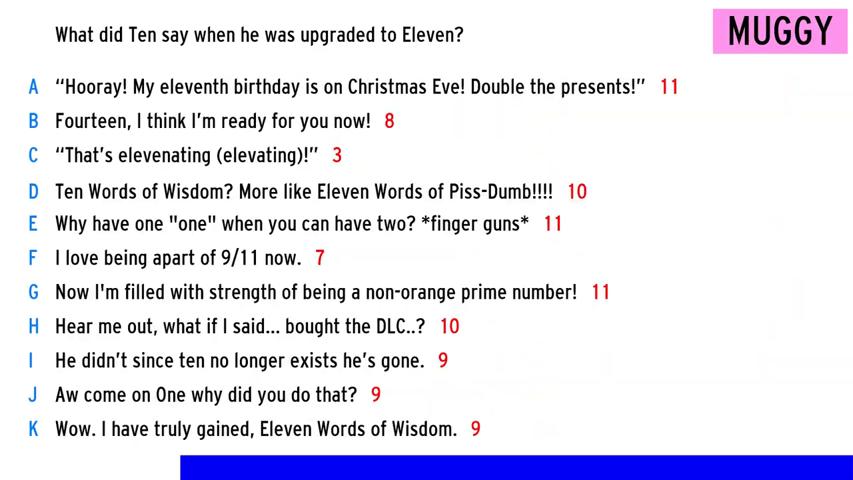 What did Ten say when he was upgraded to Eleven?
MUGGY
A “Hooray! My eleventh birthday is on Christmas Eve! Double the presents!” 11
B Fourteen, I think I’m ready for you now! 8
C “That’s elevenating (elevating)!” 3
D Ten Words of Wisdom? More like Eleven Words of Piss-Dumb!!!! 10
E Why have one "one" when you can have two? *finger guns* 11
F I love being apart of 9/11 now. 7
G Now I'm filled with strength of being a non-orange prime number! 11
H Hear me out, what if I said... bought the DLC..? 10
I He didn’t since ten no longer exists he’s gone. 9
J Aw come on One why did you do that? 9
K Wow. I have truly gained, Eleven Words of Wisdom. 9